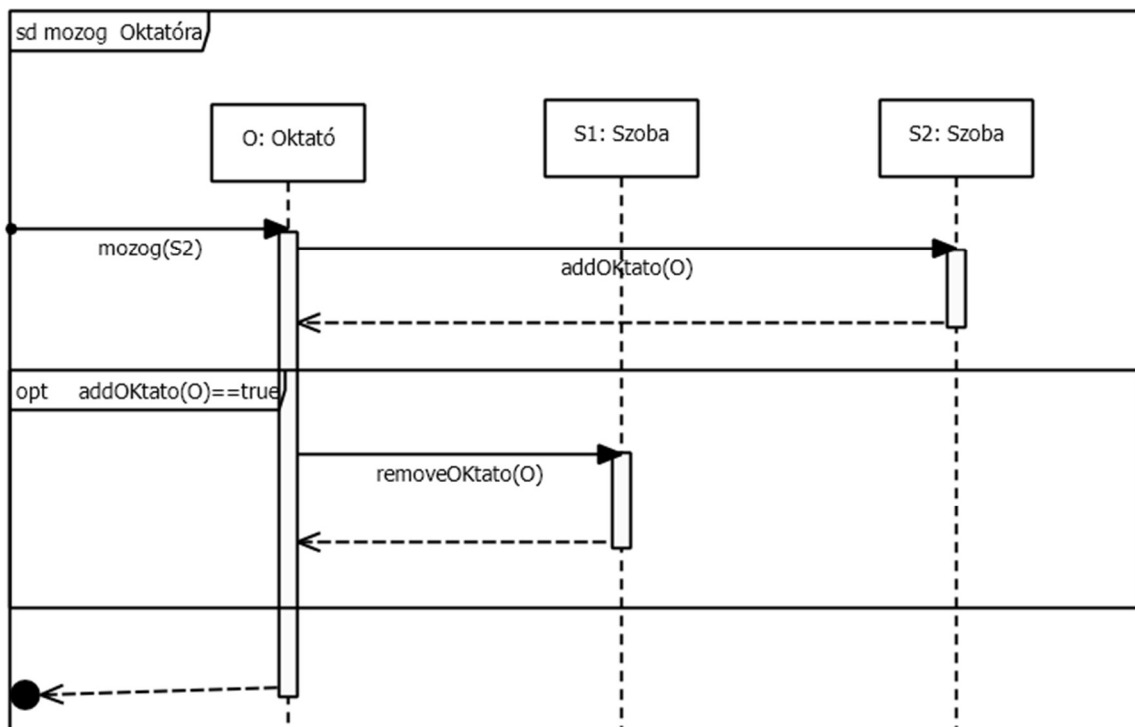 sd mozog Oktatóra
O: Oktató
S1: Szoba
S2: Szoba
mozog(S2)
addOKtato(O)
opt addOKtato(O)==true
removeOKtato(O)